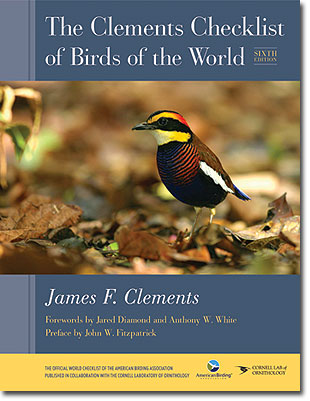 The Clements Checklist
of Birds of the World SIXTH
EDITION
James F. Clements
Forewords by Jared Diamond and Anthony W. White
Preface by John W. Fitzpatrick
THE OFFICIAL WORLD CHECKLIST OF THE AMERICAN BIRDING ASSOCIATION
PUBLISHED IN COLLABORATION WITH THE CORNELL LABORATORY OF ORNITHOLOGY
American Birding
CORNELL LAB of
ORNITHOLOGY